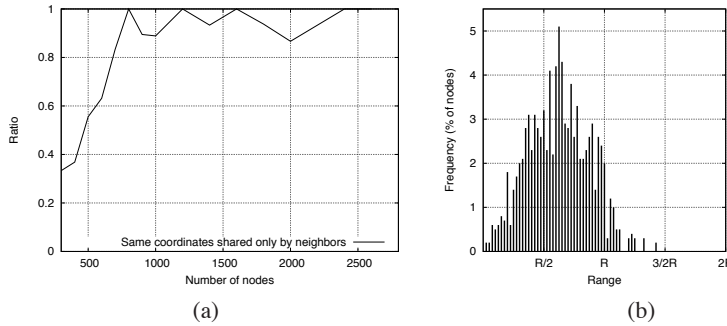 1
0.8
0.6
0.4
0.2
0
Ratio
Same coordinates shared only by neighbors
500 1000 1500 2000 2500
Number of nodes
(a)
5
4
3
2
1
0
Frequency (% of nodes)
R/2 R 3/2R
Range
(b)